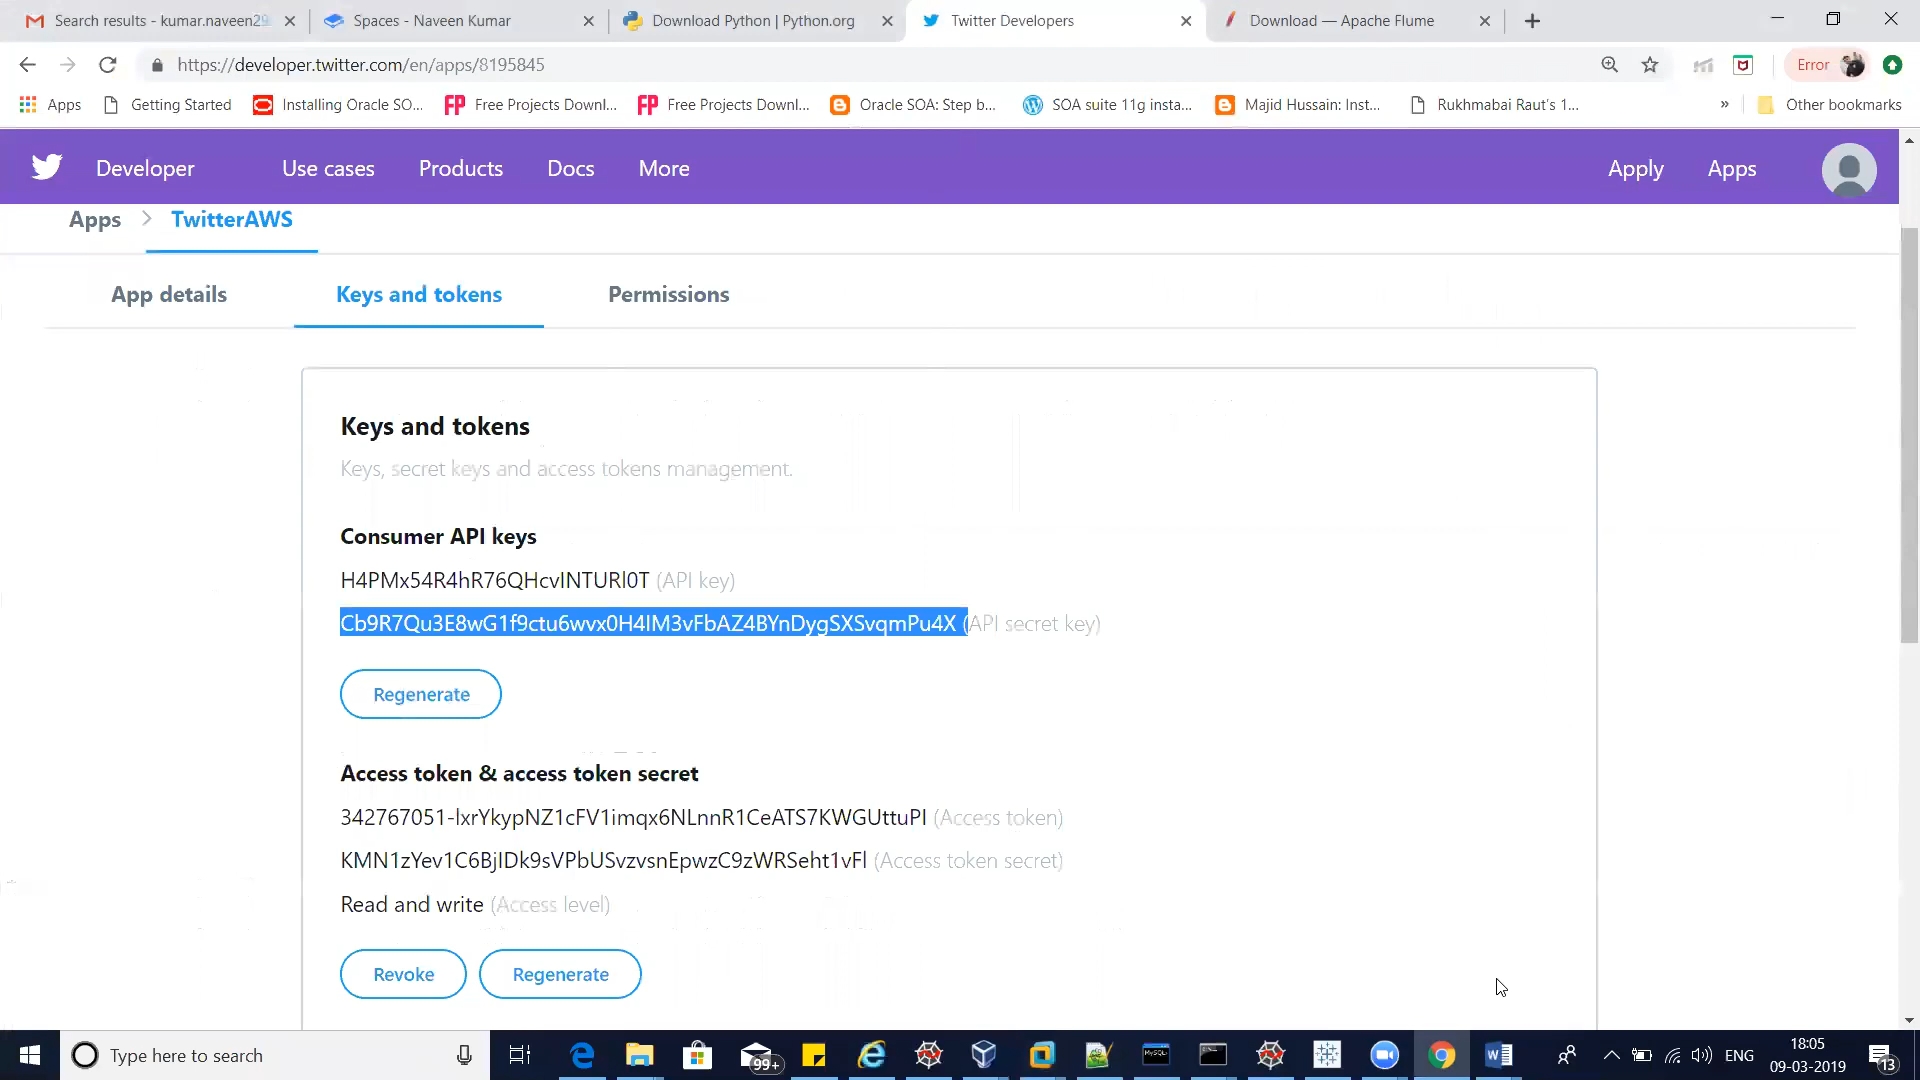 Search results - kumar.naveen29
Spaces - Naveen Kumar
Download Python | Python.org
Twitter Developers
Download — Apache Flume
https://developer.twitter.com/en/apps/8195845
Error
Apps
Getting Started
Installing Oracle SO...
Free Projects Downl...
Free Projects Downl...
Oracle SOA: Step b...
SOA suite 11g insta...
Majid Hussain: Inst...
Rukhmabai Raut's 1...
»
Other bookmarks
Developer
Use cases
Products
Docs
More
Apply
Apps
Apps > TwitterAWS
App details
Keys and tokens
Permissions
Keys and tokens
Keys, secret keys and access tokens management.
Consumer API keys
H4PMx54R4hR76QHcvINTURl0T (API key)
Cb9R7Qu3E8wG1f9ctu6wvx0H4IM3vFbAZ4BYnDygSXSvqmPu4X (API secret key)
Regenerate
Access token & access token secret
342767051-lxrYkypNZ1cFV1imqx6NLnnR1CeATS7KWGUttuPI (Access token)
KMN1zYev1C6BjIDk9sVPbUSvzvsnEpwzC9zWRSeht1vFl (Access token secret)
Read and write (Access level)
Revoke
Regenerate
Type here to search
99+
MySQL
ENG
18:05
09-03-2019
13